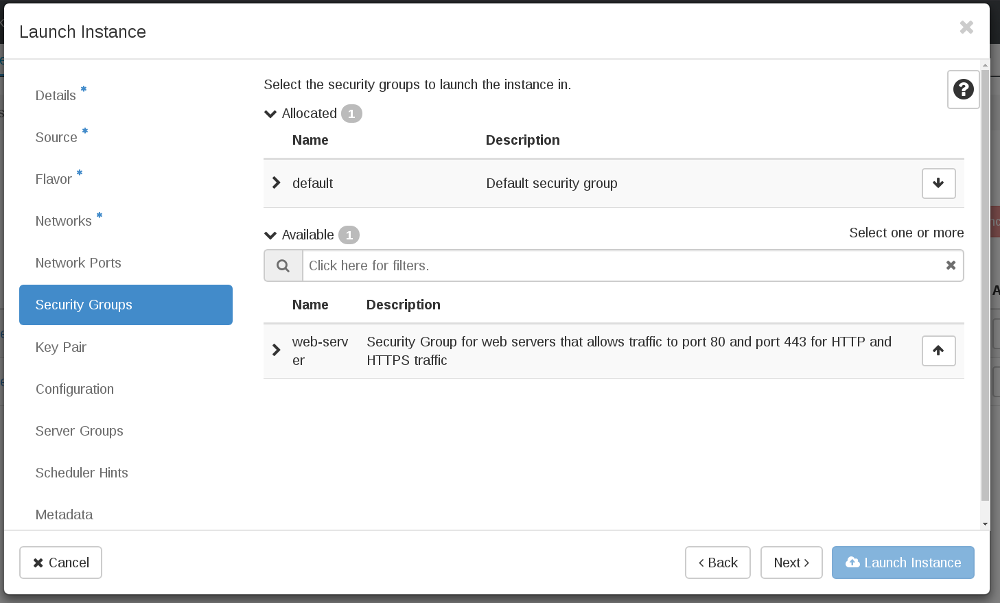 Launch Instance
Details *
Source *
Flavor *
Networks *
Network Ports
Security Groups
Key Pair
Configuration
Server Groups
Scheduler Hints
Metadata
Select the security groups to launch the instance in.
Allocated 1
Name Description
default Default security group
Available 1 Select one or more
Click here for filters.
Name Description
web-serv Security Group for web servers that allows traffic to port 80 and port 443 for HTTP and
er HTTPS traffic
Cancel < Back Next > Launch Instance